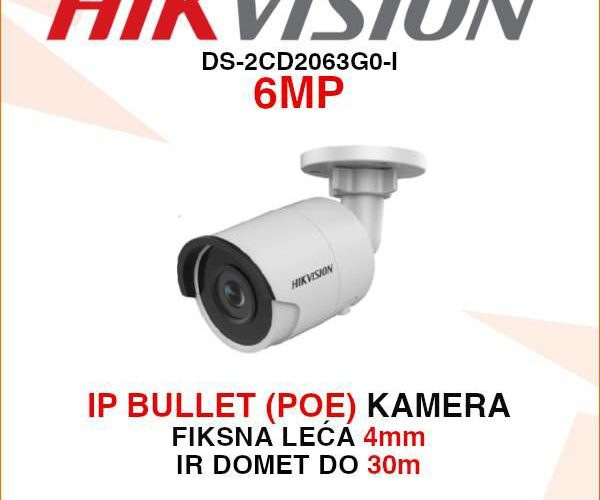 HIKVISION
DS-2CD2063G0-I
6MP
HIKVISION
IP BULLET (POE) KAMERA
FIKSNA LEĆA 4mm
IR DOMET DO 30m